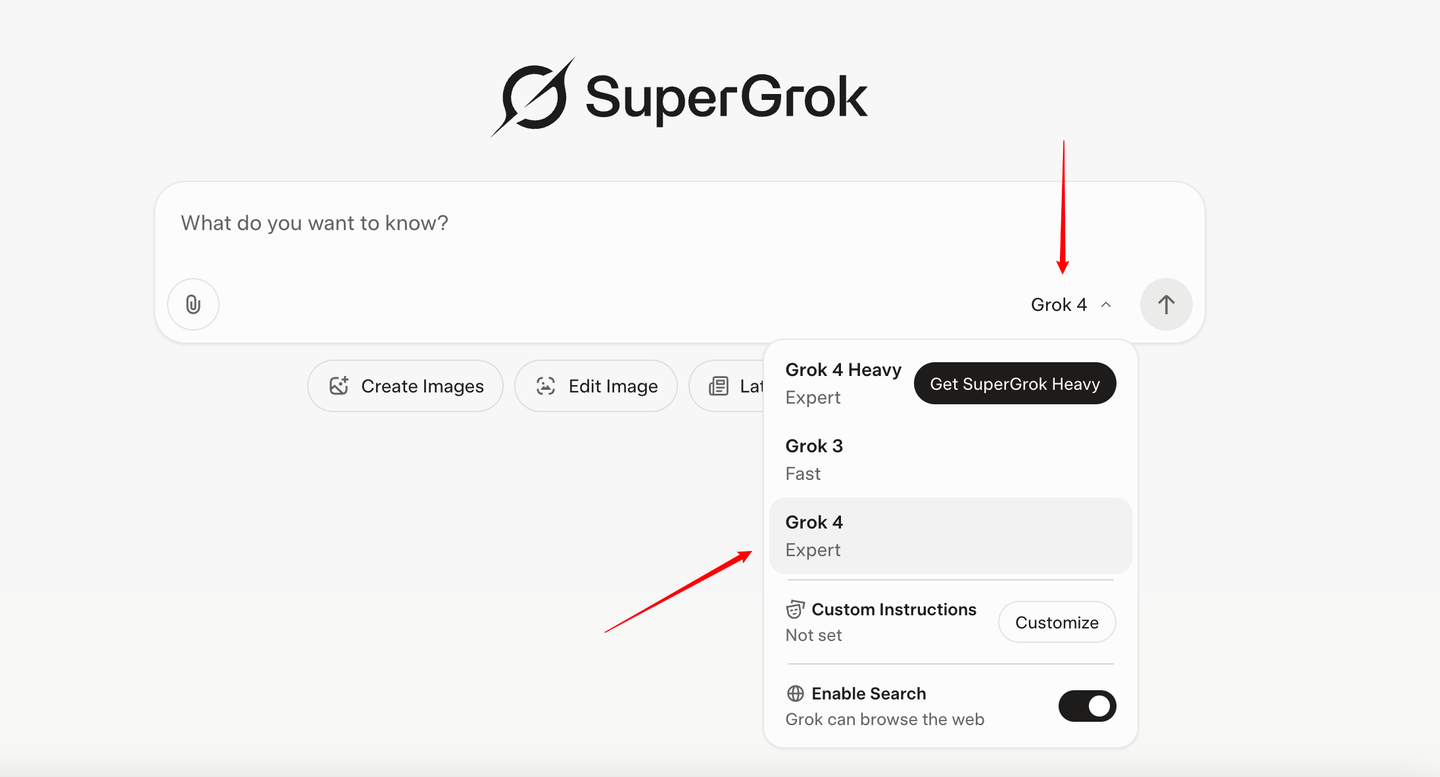 SuperGrok
What do you want to know?
Grok 4
Create Images
Edit Image
Lat
Grok 4 Heavy
Expert
Get SuperGrok Heavy
Grok 3
Fast
Grok 4
Expert
Custom Instructions
Not set
Customize
Enable Search
Grok can browse the web